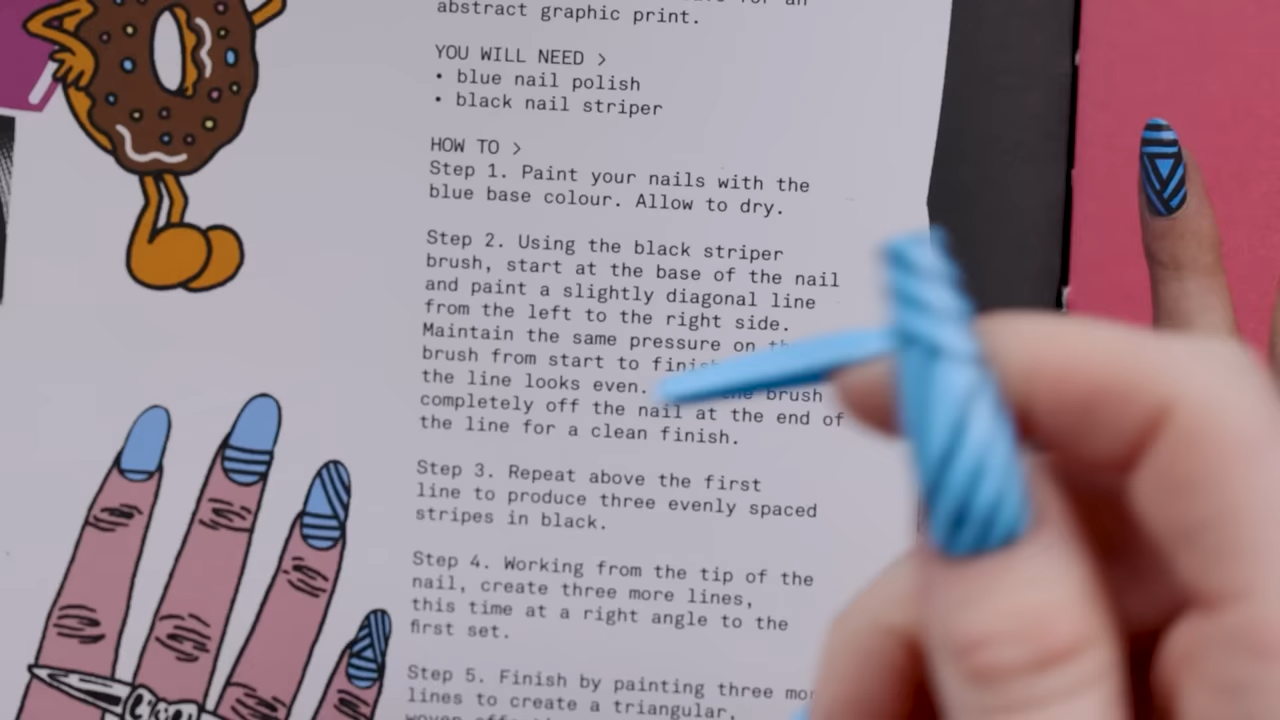 abstract graphic print.
YOU WILL NEED >
• blue nail polish
• black nail striper
HOW TO >
Step 1. Paint your nails with the
blue base colour. Allow to dry.
Step 2. Using the black striper
brush, start at the base of the nail
and paint a slightly diagonal line
from the left to the right side.
Maintain the same pressure on
brush from start to
the line looks even. brush
completely off the nail at the end of
the line for a clean finish.
Step 3. Repeat above the first
line to produce three evenly spaced
stripes in black.
Step 4. Working from the tip of the
nail, create three more lines,
this time at a right angle to the
first set.
Step 5. Finish by painting three
lines to create a triangular,